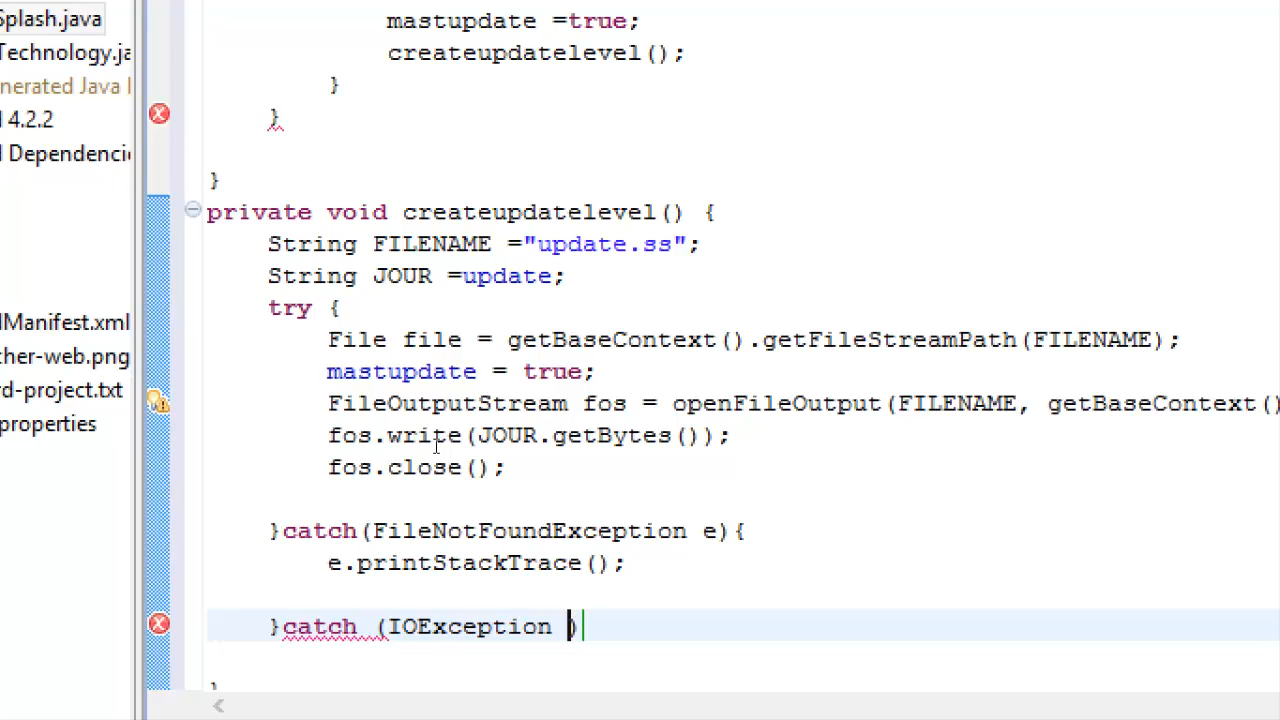 Splash.java
Technology.ja
nerated Java
4.2.2
Dependenci
Manifest.xml
her-web.png
rd-project.txt
properties
mastupdate =true;
createupdatelevel();
}
}
}
private void createupdatelevel() {
String FILENAME ="update.ss";
String JOUR =update;
try {
File file = getBaseContext().getFileStreamPath(FILENAME);
mastupdate = true;
FileOutputStream fos = openFileOutput(FILENAME, getBaseContext()
fos.write(JOUR.getBytes());
fos.close();
}catch(FileNotFoundException e){
e.printStackTrace();
}catch (IOException )